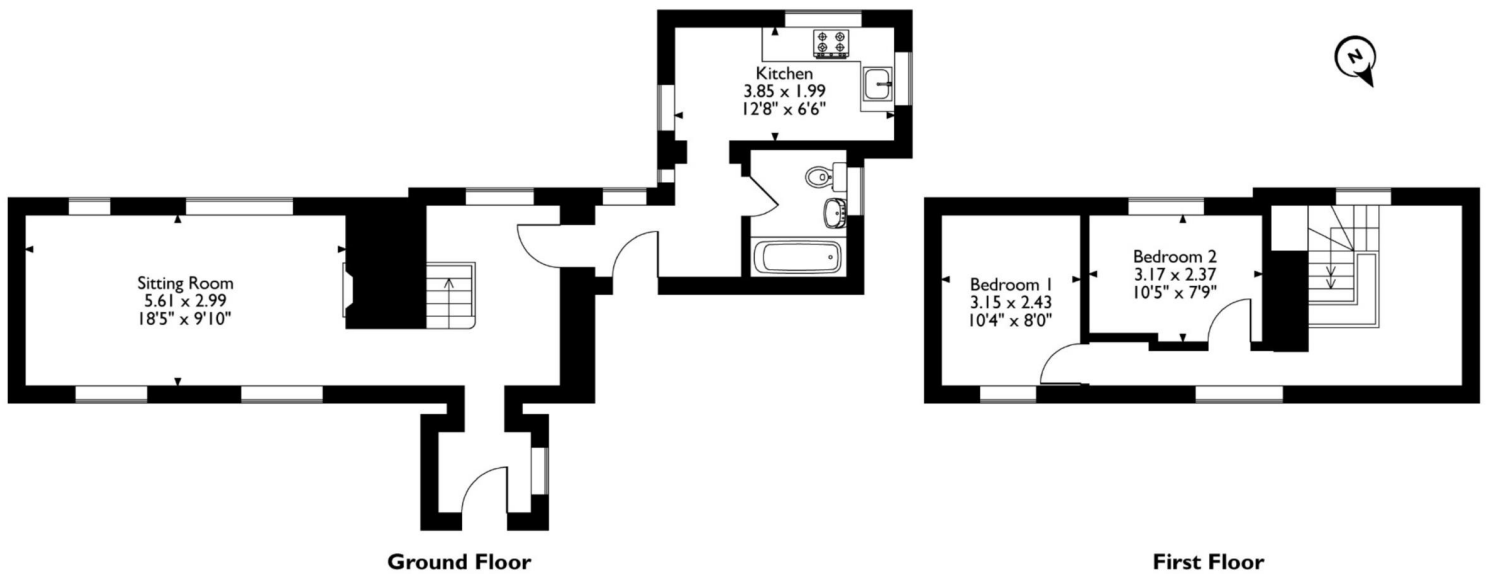 Kitchen
3.85 x 1.99
12'8" x 6'6"
N
Sitting Room
5.61 x 2.99
18'5" x 9'10"
Bedroom 1
3.15 x 2.43
10'4" x 8'0"
Bedroom 2
3.17 x 2.37
10'5" x 7'9"
Ground Floor
First Floor